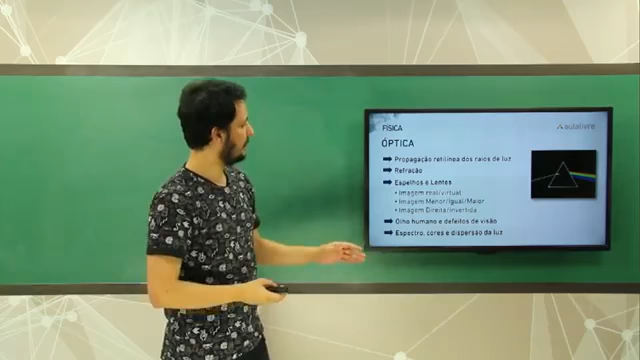 FÍSICA
aulalivre
ÓPTICA
Propagação retilínea dos raios de luz
Refração
Espelhos e Lentes
• Imagem real/virtual
• Imagem Menor/Igual/Maior
• Imagem Direita/Invertida
Olho humano e defeitos de visão
Espectro, cores e dispersão da luz